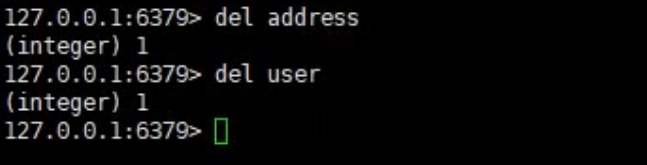 127.0.0.1:6379> del address
(integer) 1
127.0.0.1:6379> del user
(integer) 1
127.0.0.1:6379>